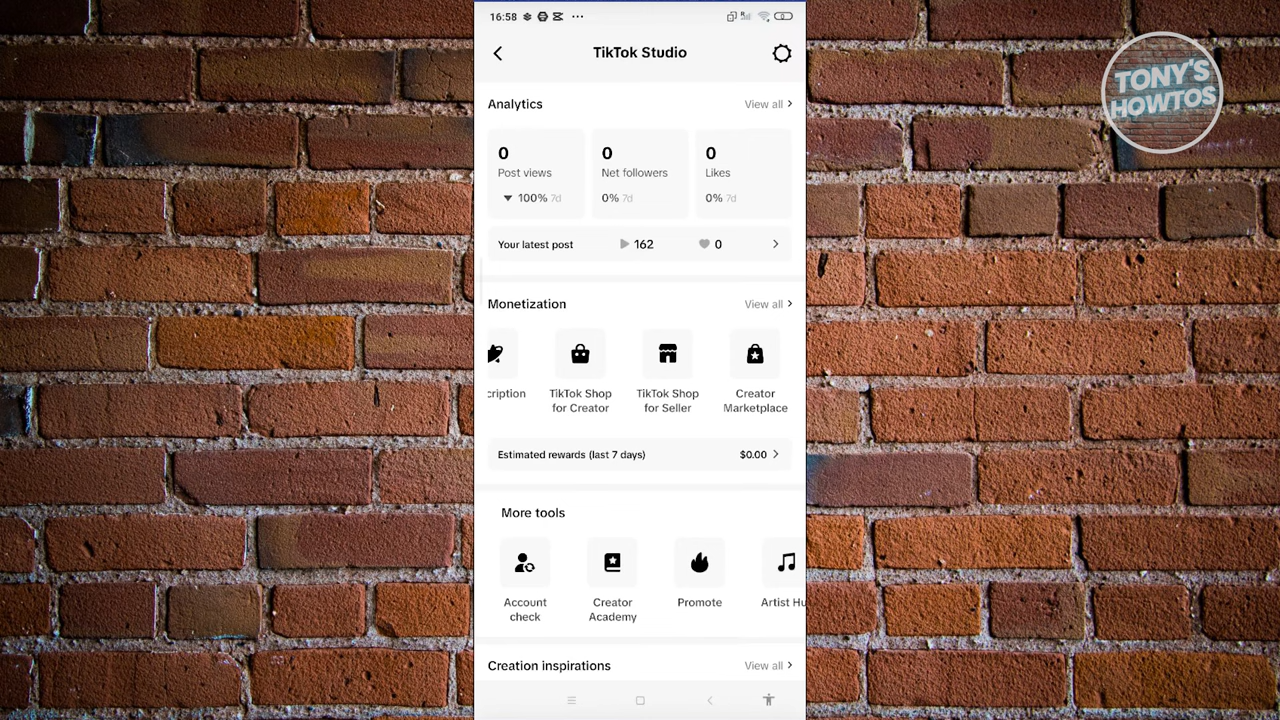 16:58
TikTok Studio
TONY'S
HOWTOS
Analytics
View all
0
0
0
Post views
Net followers
Likes
100% 7d
0% 7d
0% 7d
Your latest post
162
0
Monetization
View all
cription
TikTok Shop
for Creator
TikTok Shop
for Seller
Creator
Marketplace
Estimated rewards (last 7 days)
$0.00
More tools
Account
check
Creator
Academy
Promote
Artist Hu
Creation inspirations
View all